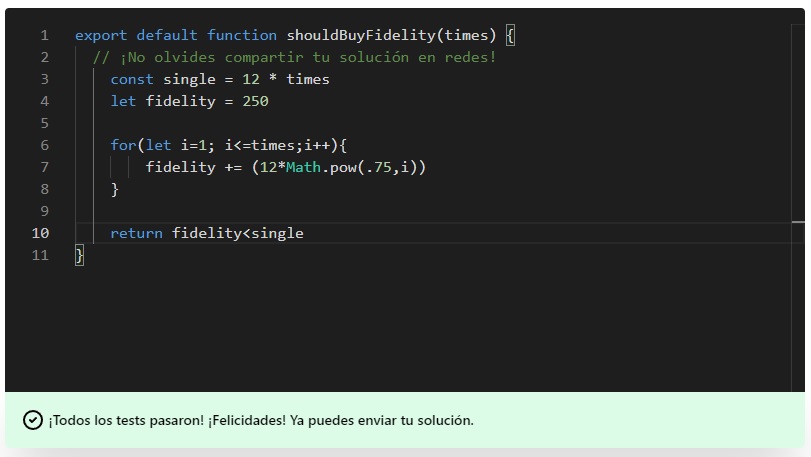 1 export default function shouldBuyFidelity(times) {
2 // ¡No olvides compartir tu solución en redes!
3 const single = 12 * times
4 let fidelity = 250
5
6 for(let i=1; i<=times;i++){
7 fidelity += (12*Math.pow(.75,i))
8 }
9
10 return fidelity<single
11 }
¡Todos los tests pasaron! ¡Felicidades! Ya puedes enviar tu solución.